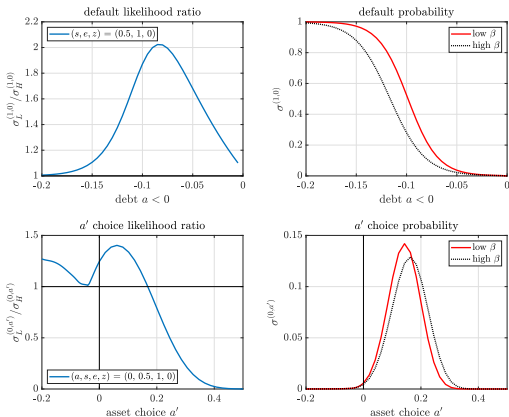 default likelihood ratio
2.2
2
1.8
1.6
1.4
1.2
1
σ_L^(1,0)/σ_H^(1,0)
(s, e, z) = (0.5, 1, 0)
-0.2 -0.15 -0.1 -0.05 0
debt a < 0
default probability
1
0.8
0.6
0.4
0.2
0
σ^(1,0)
low β
high β
-0.2 -0.15 -0.1 -0.05 0
debt a < 0
a′ choice likelihood ratio
1.5
1
0.5
0
σ_L^(0,a′)/σ_H^(0,a′)
(a, s, e, z) = (0, 0.5, 1, 0)
-0.2 0 0.2 0.4
asset choice a′
a′ choice probability
0.15
0.1
0.05
0
σ^(0,a′)
low β
high β
-0.2 0 0.2 0.4
asset choice a′